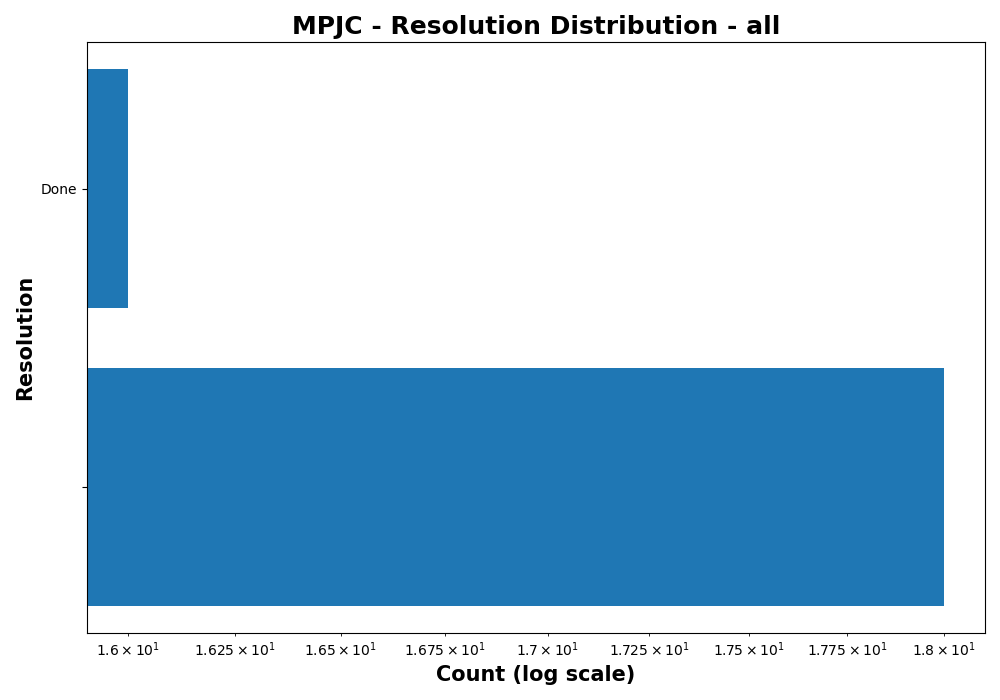 MPJC - Resolution Distribution - all
Resolution
Done
1.6 × 10¹ 1.625 × 10¹ 1.65 × 10¹ 1.675 × 10¹ 1.7 × 10¹ 1.725 × 10¹ 1.75 × 10¹ 1.775 × 10¹ 1.8 × 10¹
Count (log scale)